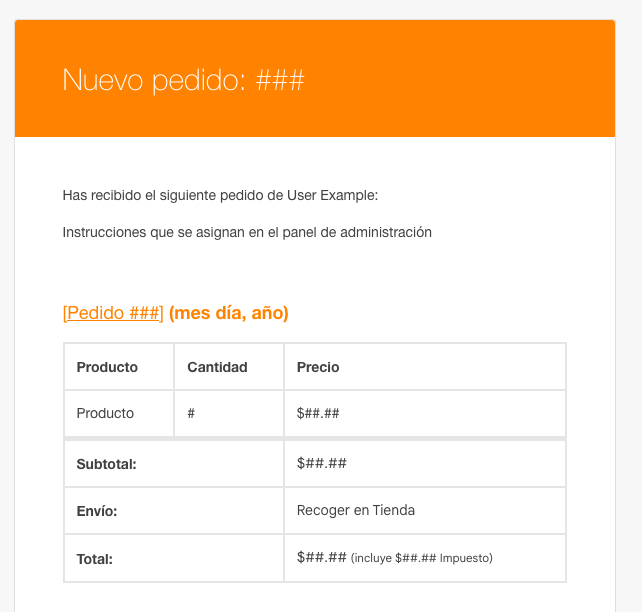 Nuevo pedido: ###
Has recibido el siguiente pedido de User Example:
Instrucciones que se asignan en el panel de administración
[Pedido ###] (mes día, año)
Producto Cantidad Precio
Producto # $##.##
Subtotal: $##.##
Envío: Recoger en Tienda
Total: $##.## (incluye $##.## Impuesto)